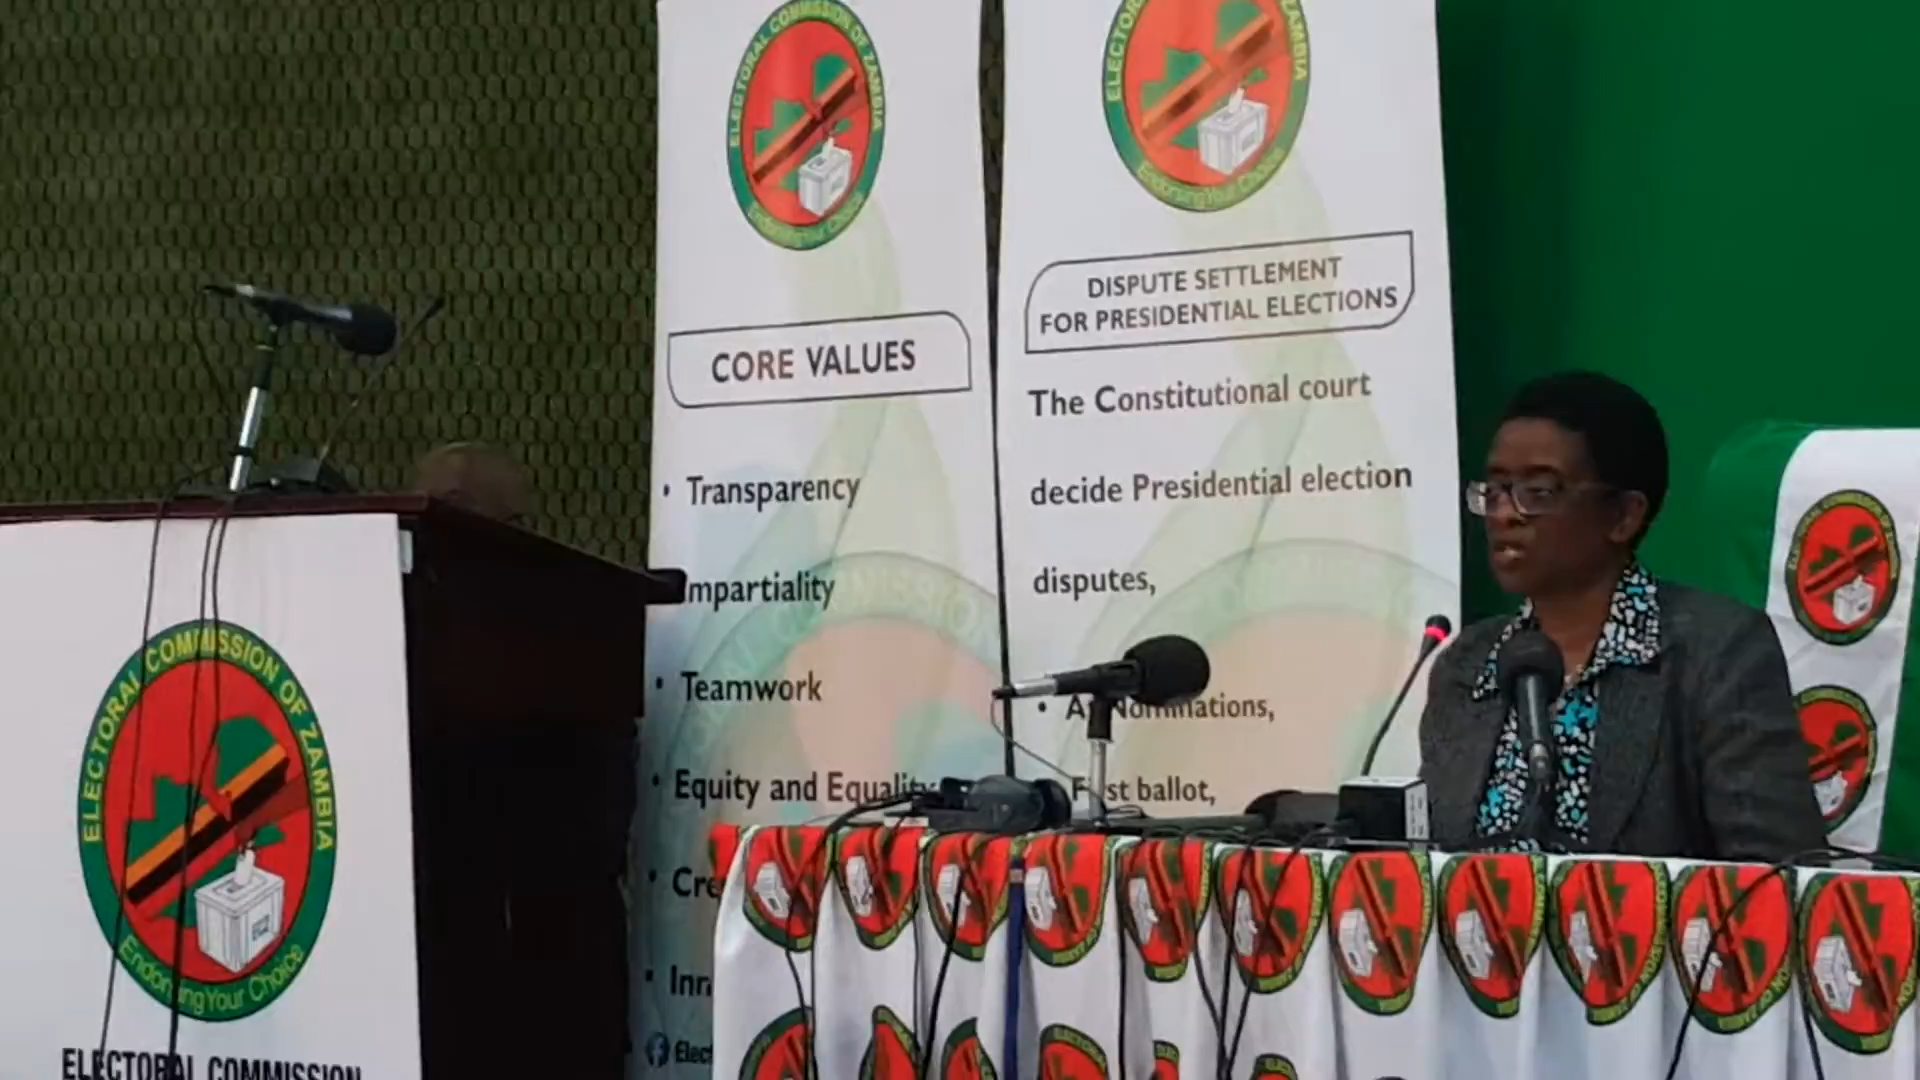 ELECTORAL COMMISSION OF ZAMBIA
Endorsing Your Choice
CORE VALUES
• Transparency
Impartiality
• Teamwork
• Equity and Equality
ELECTORAL COMMISSION OF ZAMBIA
Endorsing Your Choice
DISPUTE SETTLEMENT
FOR PRESIDENTIAL ELECTIONS
The Constitutional court
decide Presidential election
disputes,
• Nominations,
ballot,
ELECTORAL COMMISSION OF ZAMBIA
Endorsing Your Choice
ELECTORAL COMMISSION